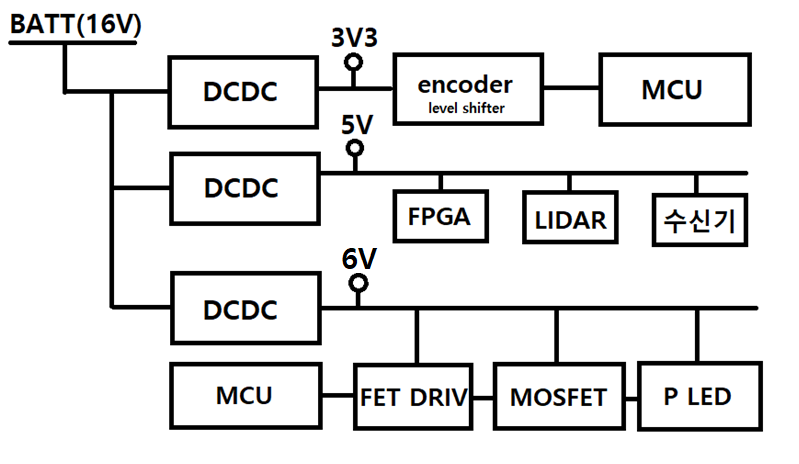 BATT(16V)
3V3
DCDC
encoder
level shifter
MCU
5V
DCDC
FPGA
LIDAR
수신기
6V
DCDC
MCU
FET DRIV
MOSFET
P LED